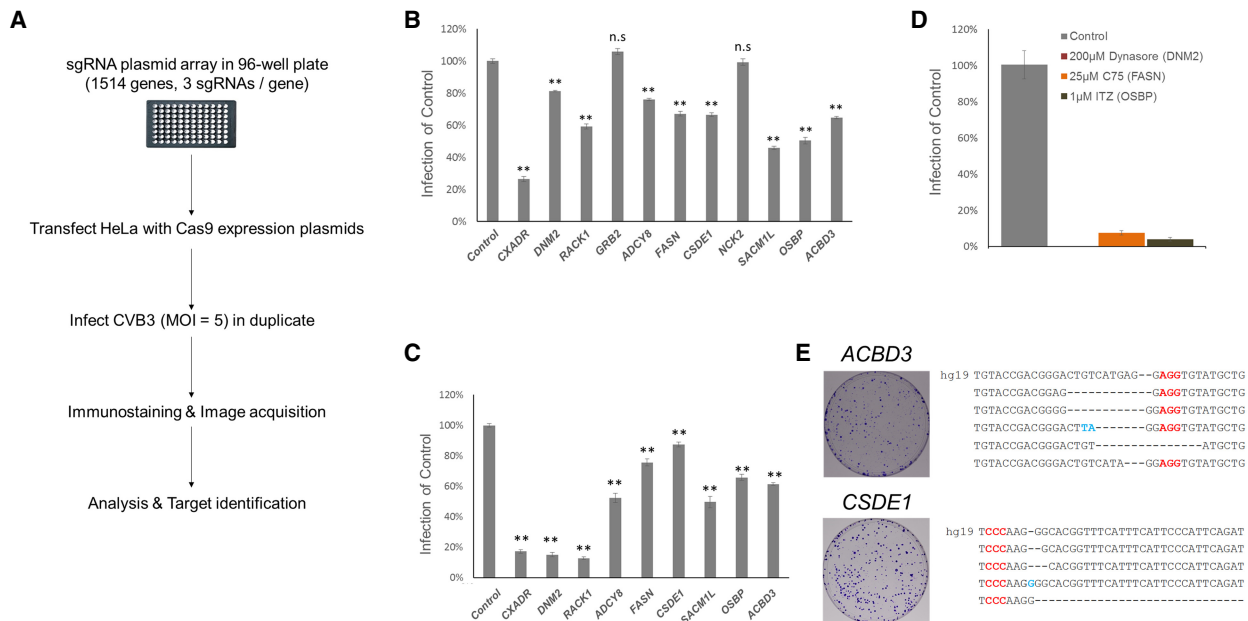 A
sgRNA plasmid array in 96-well plate
(1514 genes, 3 sgRNAs / gene)
Transfect HeLa with Cas9 expression plasmids
Infect CVB3 (MOI = 5) in duplicate
Immunostaining & Image acquisition
Analysis & Target identification
B
Infection of Control
120%
100%
80%
60%
40%
20%
0%
**
**
**
n.s
**
**
**
n.s
**
**
**
Control
CXADR
DNM2
RACK1
GRB2
ADCY8
FASN
CSDE1
NCK2
SACM1L
OSBP
ACBD3
C
Infection of Control
120%
100%
80%
60%
40%
20%
0%
**
**
**
**
**
**
**
**
**
Control
CXADR
DNM2
RACK1
ADCY8
FASN
CSDE1
SACM1L
OSBP
ACBD3
D
Infection of Control
120%
100%
80%
60%
40%
20%
0%
Control
200µM Dynasore (DNM2)
25µM C75 (FASN)
1µM ITZ (OSBP)
E
ACBD3
hg19 TGTACCGACGGGACTGTCATGAG--GAGGTGTATGCTG
TGTACCGACGGAG-----------GAGGTGTATGCTG
TGTACCGACGGGG-----------GAGGTGTATGCTG
TGTACCGACGGGACTTA-------GGAGGTGTATGCTG
TGTACCGACGGGACTGT--------------ATGCTG
TGTACCGACGGGACTGTCATA---GGAGGTGTATGCTG
CSDE1
hg19 TCCCAAG-GGCACGGTTTCATTTCATTCCCATTCAGAT
TCCCAAG--GCACGGTTTCATTTCATTCCCATTCAGAT
TCCCAAG---CACGGTTTCATTTCATTCCCATTCAGAT
TCCCAAGGGGCACGGTTTCATTTCATTCCCATTCAGAT
TCCCAAGG------------------------------